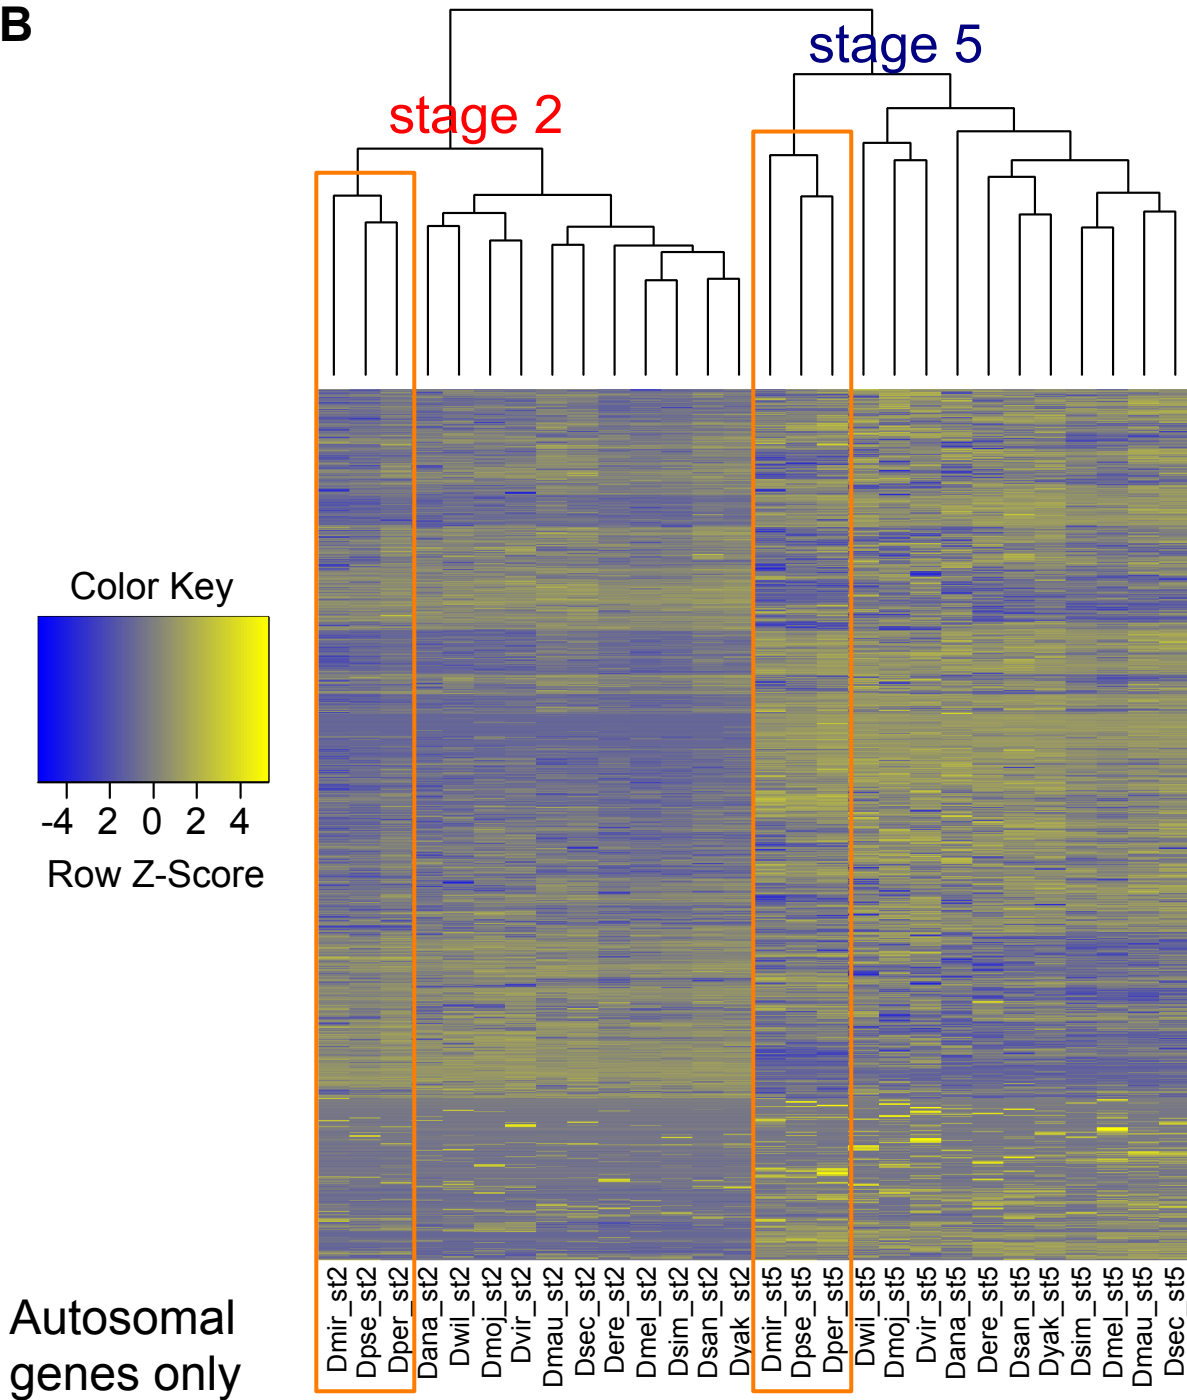 B
stage 5
stage 2
Color Key
-4 2 0 2 4
Row Z-Score
Dmir_st2
Dpse_st2
Dper_st2
Dana_st2
Dwil_st2
Dmoj_st2
Dvir_st2
Dmau_st2
Dsec_st2
Dere_st2
Dmel_st2
Dsim_st2
Dsan_st2
Dyak_st2
Dmir_st5
Dpse_st5
Dper_st5
Dwil_st5
Dmoj_st5
Dvir_st5
Dana_st5
Dere_st5
Dsan_st5
Dyak_st5
Dsim_st5
Dmel_st5
Dmau_st5
Dsec_st5
Autosomal
genes only